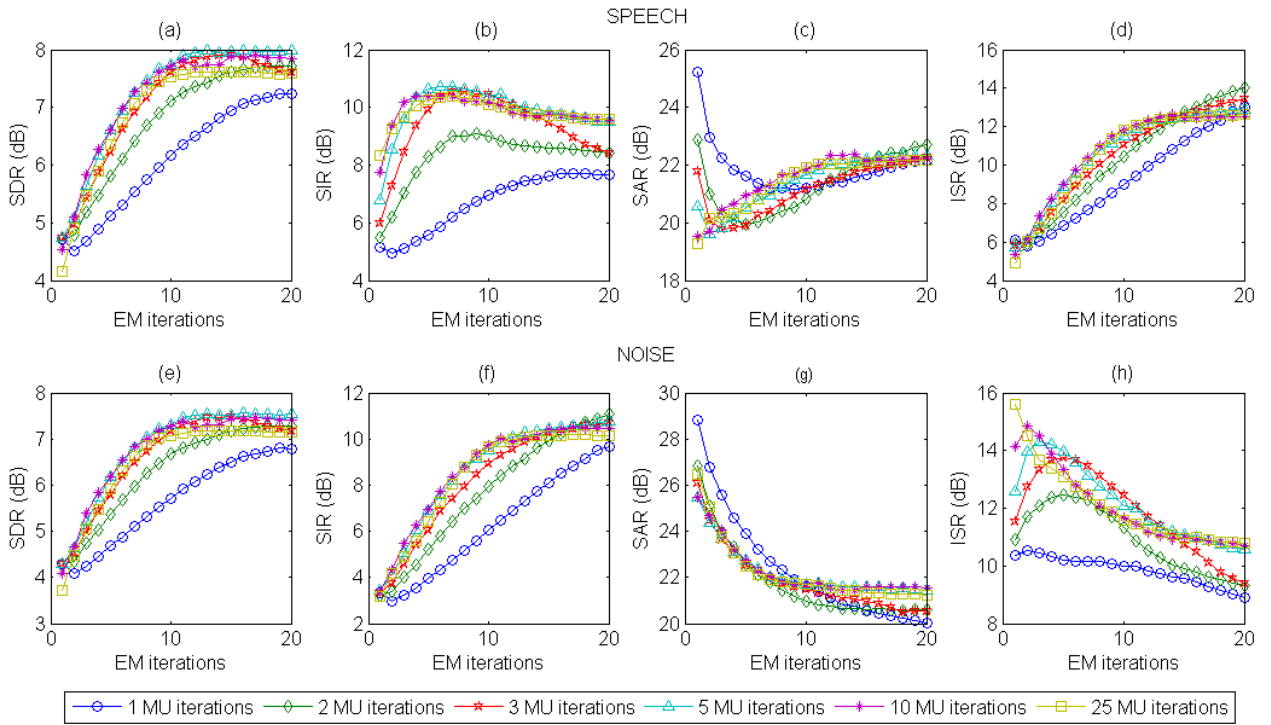 SPEECH
(a)
(b)
(c)
(d)
8
7
6
5
4
SDR (dB)
0
10
20
EM iterations
12
10
8
6
4
SIR (dB)
0
10
20
EM iterations
26
24
22
20
18
SAR (dB)
0
10
20
EM iterations
16
14
12
10
8
6
4
ISR (dB)
0
10
20
EM iterations
NOISE
(e)
(f)
(g)
(h)
8
7
6
5
4
3
SDR (dB)
0
10
20
EM iterations
12
10
8
6
4
2
SIR (dB)
0
10
20
EM iterations
30
28
26
24
22
20
SAR (dB)
0
10
20
EM iterations
16
14
12
10
8
ISR (dB)
0
10
20
EM iterations
1 MU iterations
2 MU iterations
3 MU iterations
5 MU iterations
10 MU iterations
25 MU iterations